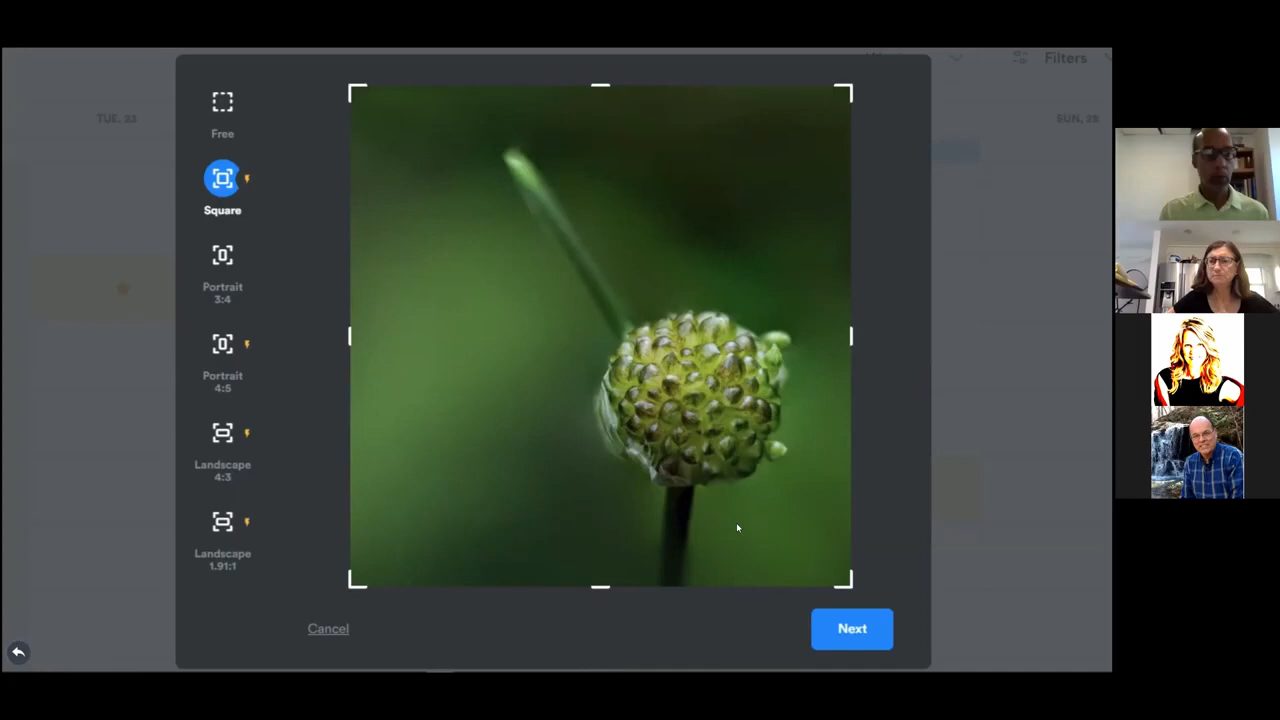 Filters
TUE, 23
SUN, 28
Free
Square
Portrait
3:4
Portrait
4:5
Landscape
4:3
Landscape
1.91:1
Cancel
Next